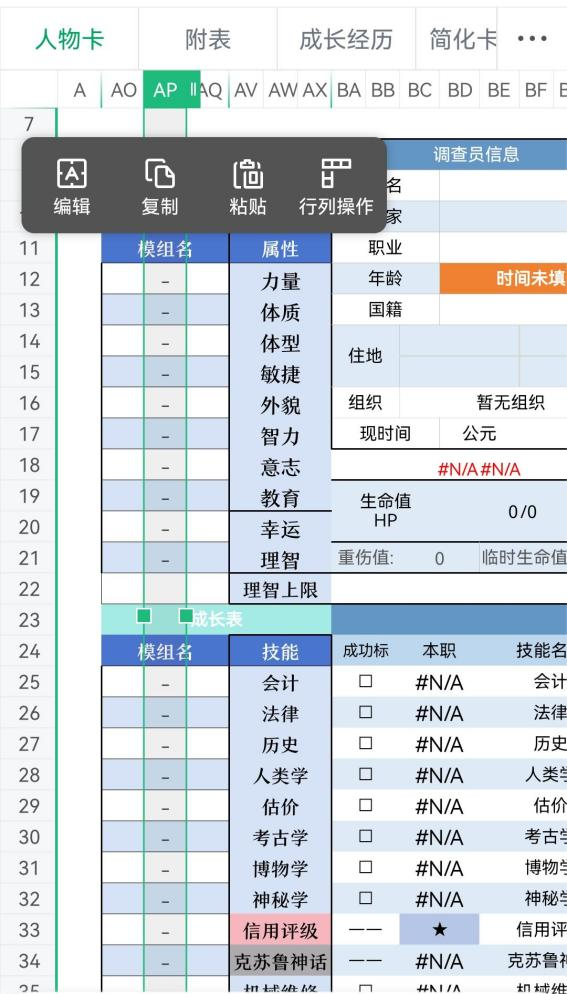 人物卡 附表 成长经历 简化卡 •••
A AO AP AQ AV AW AX BA BB BC BD BE BF
7
调查员信息
编辑 复制 粘贴 行列操作
名
家
11 模组名 属性 职业
12 – 力量 年龄 时间未填
13 – 体质 国籍
14 – 体型
住地
15 – 敏捷
16 – 外貌 组织 暂无组织
17 – 智力 现时间 公元
18 – 意志 #N/A #N/A
19 – 教育
生命值 HP 0/0
20 – 幸运
21 – 理智 重伤值: 0 临时生命值
22 理智上限
23 成长表
24 模组名 技能 成功标 本职 技能名
25 – 会计 □ #N/A 会计
26 – 法律 □ #N/A 法律
27 – 历史 □ #N/A 历史
28 – 人类学 □ #N/A 人类学
29 – 估价 □ #N/A 估价
30 – 考古学 □ #N/A 考古学
31 – 博物学 □ #N/A 博物学
32 – 神秘学 □ #N/A 神秘学
33 – 信用评级 —— ★ 信用评
34 – 克苏鲁神话 —— #N/A 克苏鲁神
35 – 机械维修 □ #N/A 机械维